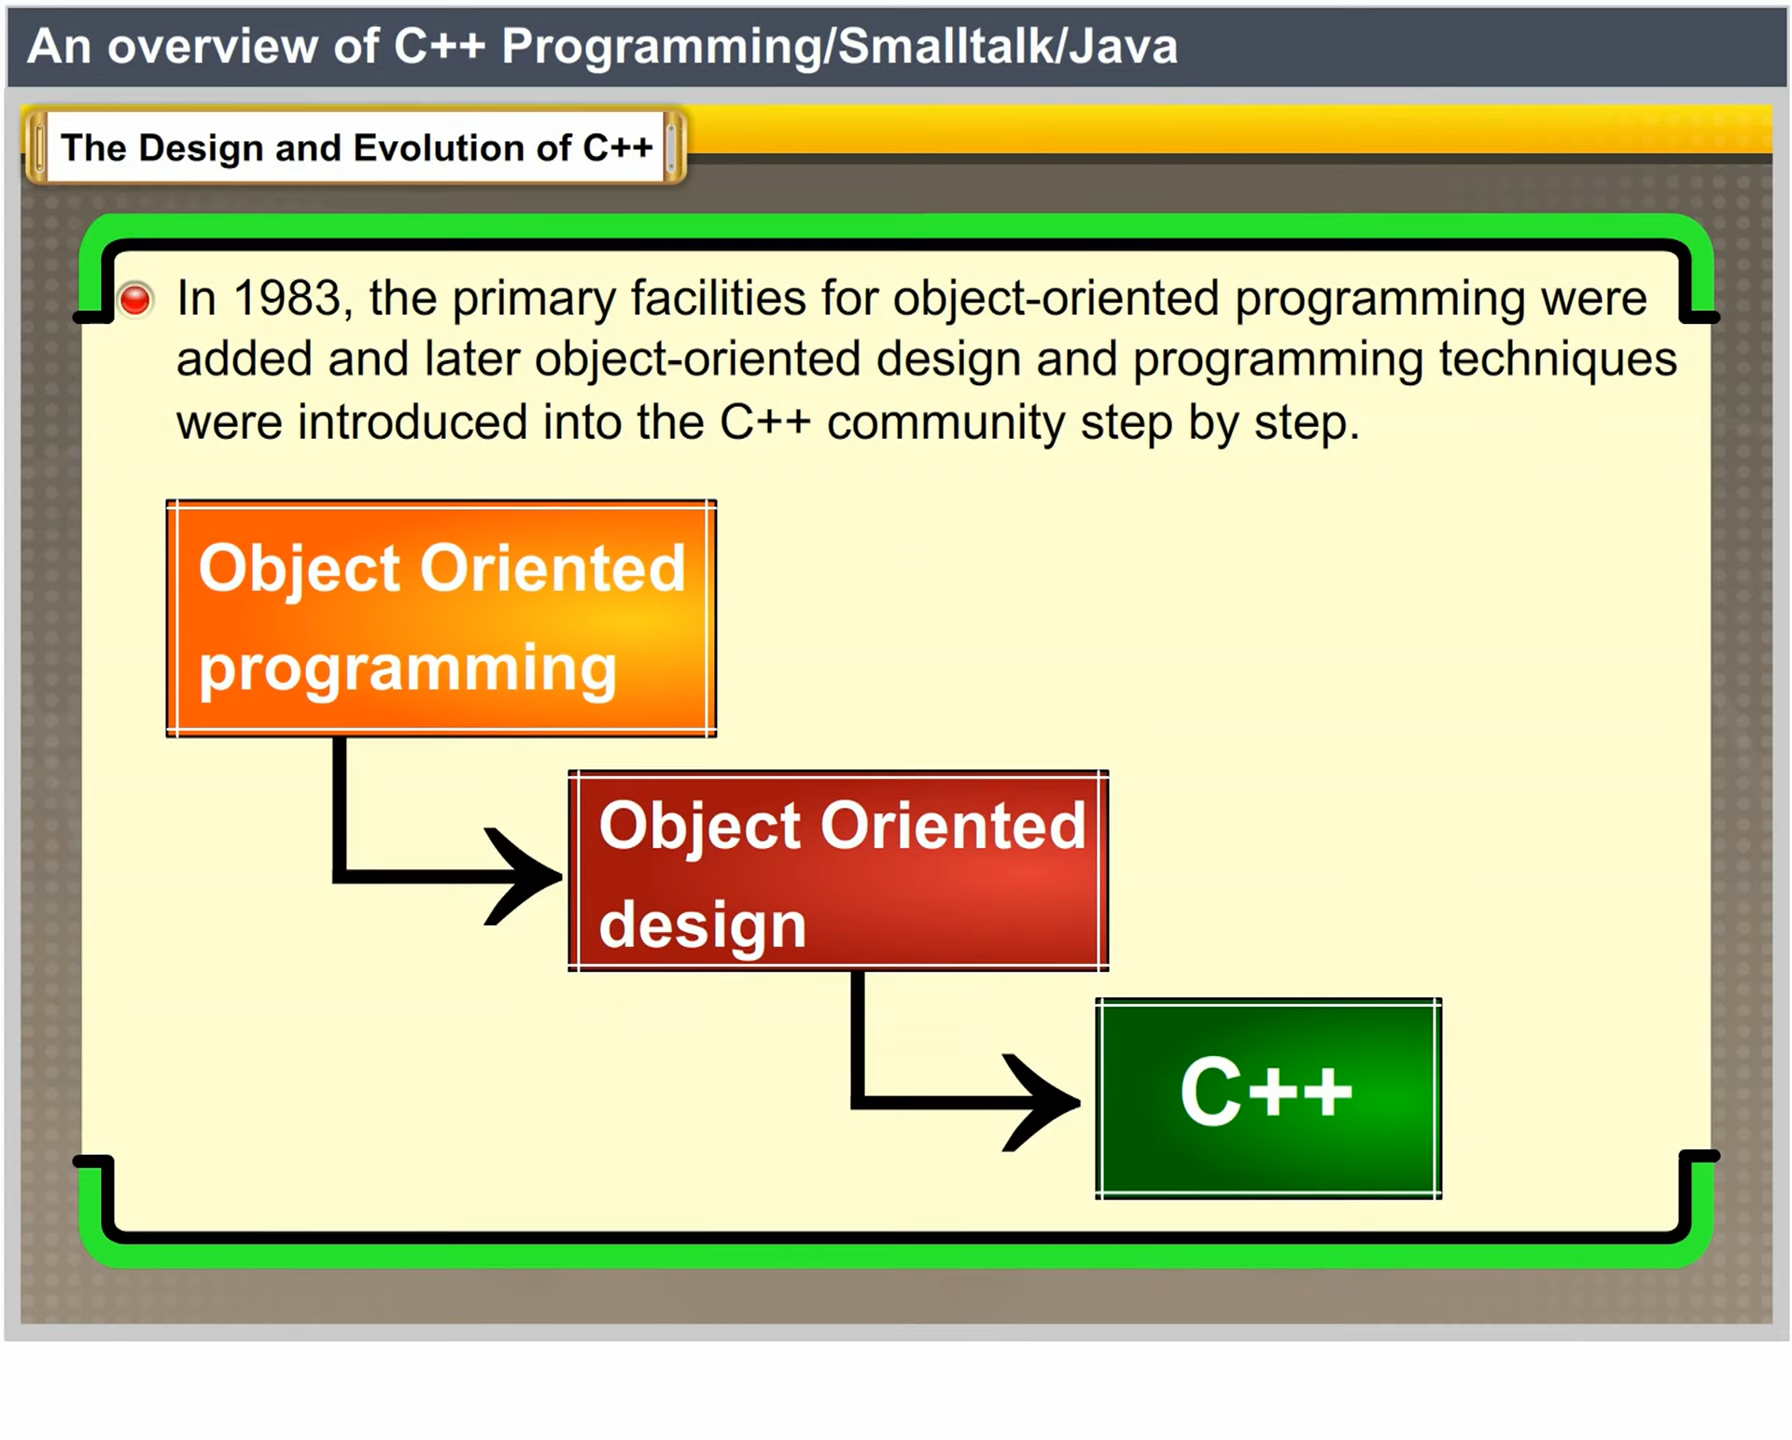 An overview of C++ Programming/Smalltalk/Java
The Design and Evolution of C++
In 1983, the primary facilities for object-oriented programming were
added and later object-oriented design and programming techniques
were introduced into the C++ community step by step.
Object Oriented
programming
Object Oriented
design
C++